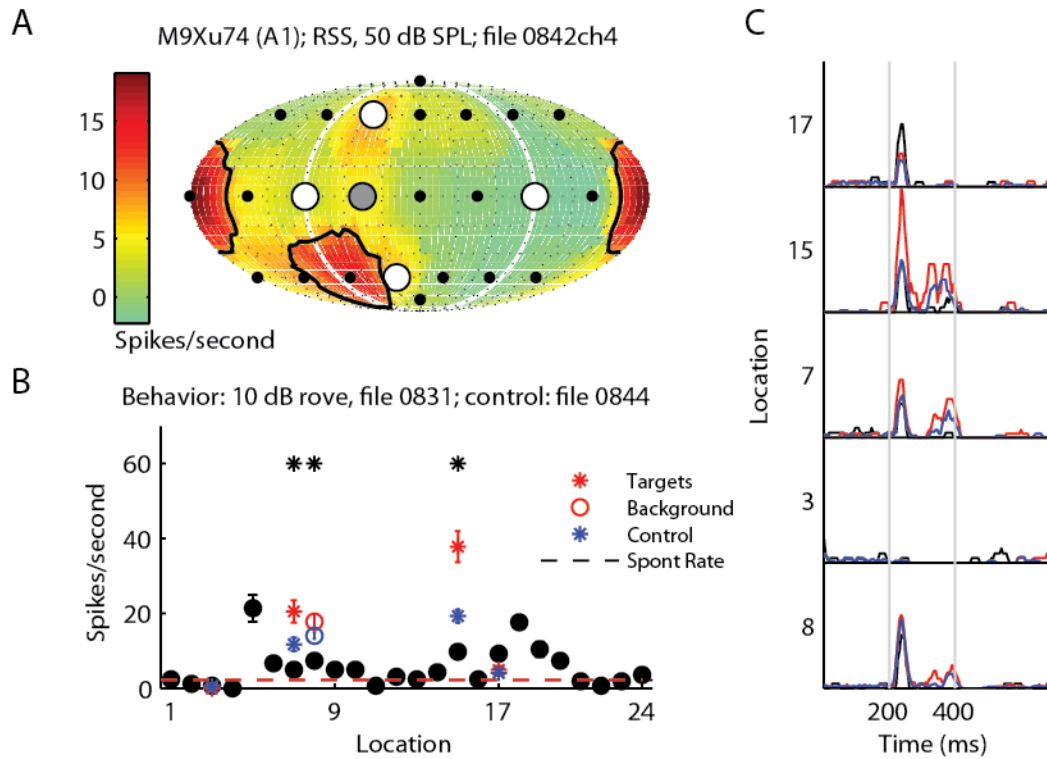 A
M9Xu74 (A1); RSS, 50 dB SPL; file 0842ch4
15
10
5
0
Spikes/second
B
Behavior: 10 dB rove, file 0831; control: file 0844
60
40
20
0
Spikes/second
Targets
Background
Control
Spont Rate
1
9
17
24
Location
C
17
15
7
3
8
Location
200
400
Time (ms)